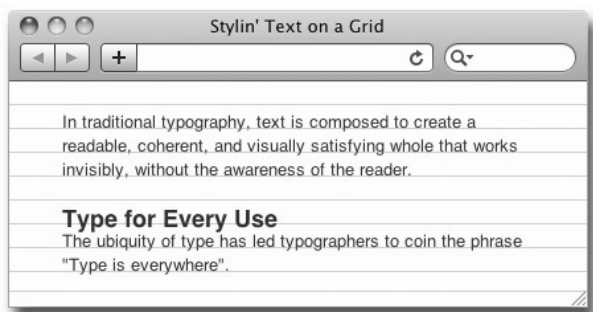 Stylin' Text on a Grid
In traditional typography, text is composed to create a
readable, coherent, and visually satisfying whole that works
invisibly, without the awareness of the reader.
Type for Every Use
The ubiquity of type has led typographers to coin the phrase
"Type is everywhere".